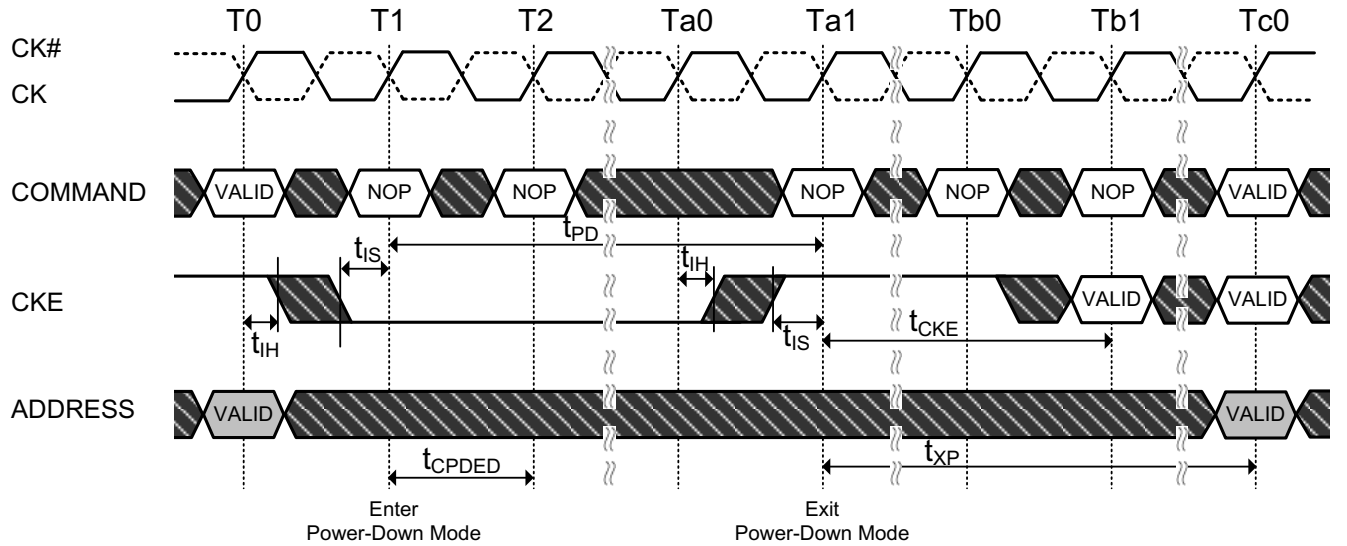 T0 T1 T2 Ta0 Ta1 Tb0 Tb1 Tc0
CK#
CK
COMMAND VALID NOP NOP NOP NOP NOP VALID
tPD
tIS tIH
CKE VALID VALID
tIH tIS tCKE
ADDRESS VALID VALID
tCPDED tXP
Enter
Power-Down Mode
Exit
Power-Down Mode